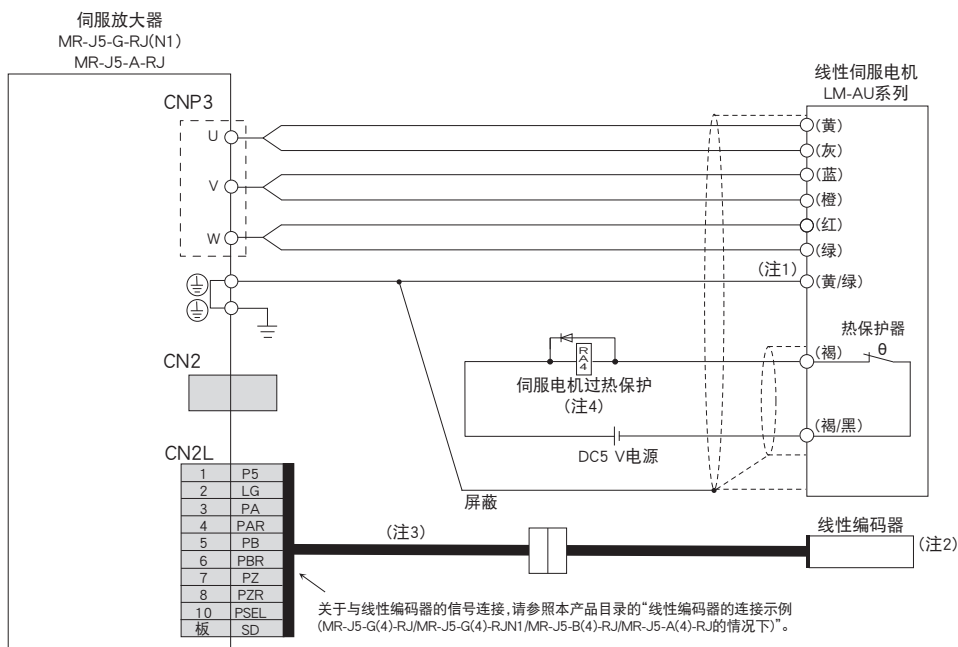 伺服放大器
MR-J5-G-RJ(N1)
MR-J5-A-RJ
线性伺服电机
LM-AU系列
CNP3
U
V
W
(黄)
(灰)
(蓝)
(橙)
(红)
(绿)
(注1)
(黄/绿)
热保护器
θ
(褐)
RA4
伺服电机过热保护
(注4)
(褐/黑)
DC5 V电源
屏蔽
CN2
CN2L
1 P5
2 LG
3 PA
4 PAR
5 PB
6 PBR
7 PZ
8 PZR
10 PSEL
板 SD
(注3)
线性编码器
(注2)
关于与线性编码器的信号连接,请参照本产品目录的“线性编码器的连接示例
(MR-J5-G(4)-RJ/MR-J5-G(4)-RJN1/MR-J5-B(4)-RJ/MR-J5-A(4)-RJ的情况下)”。